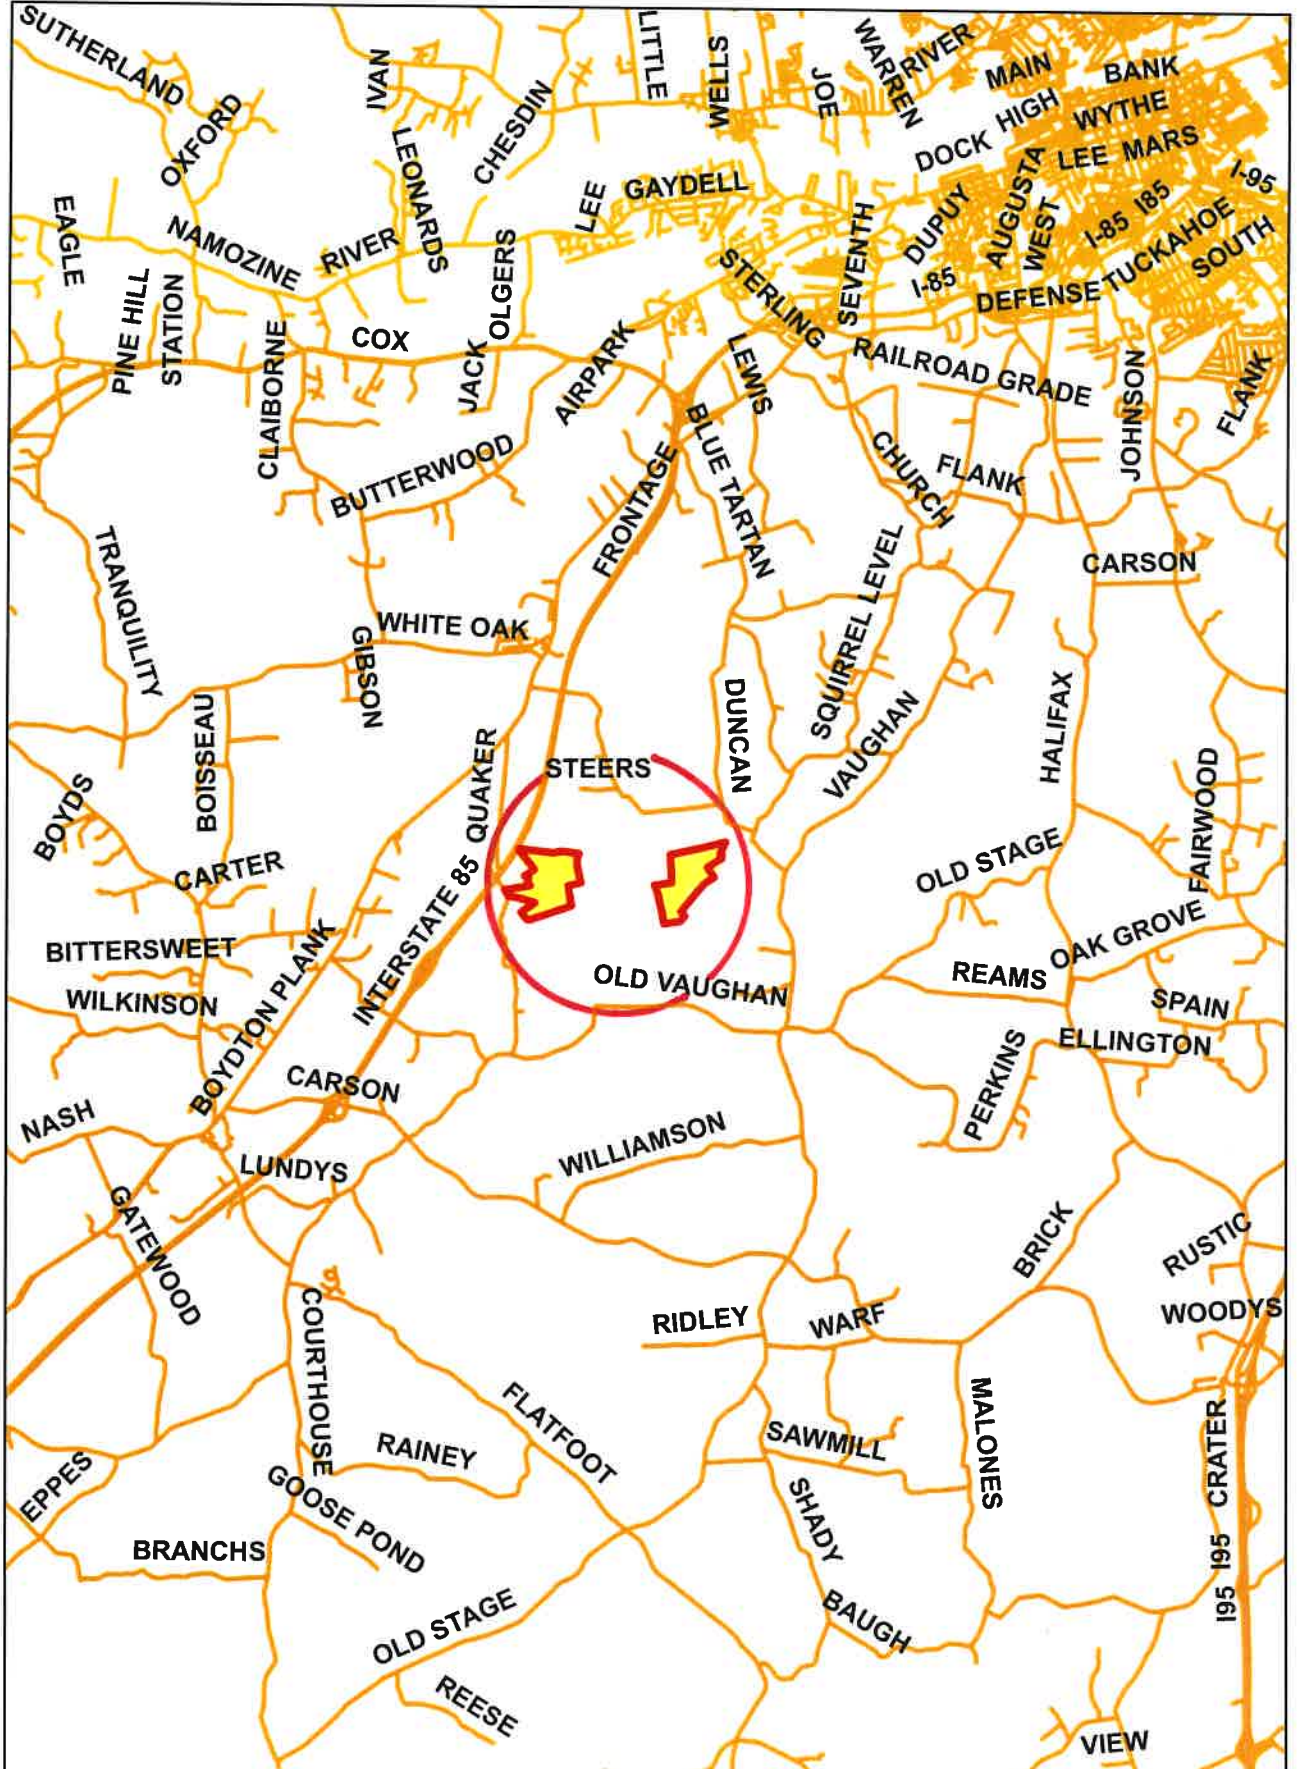 SUTHERLAND
OXFORD
IVAN
LEONARDS
CHESDIN
LITTLE
WELLS
JOE
WARREN
RIVER
MAIN
BANK
HIGH
WYTHE
DOCK
LEE
MARS
I-95
EAGLE
NAMOZINE
RIVER
LEE
GAYDELL
OLGERS
SEVENTH
DUPUY
AUGUSTA
WEST
I-85
I85
TUCKAHOE
SOUTH
I-85
DEFENSE
PINE HILL
STATION
CLAIBORNE
COX
JACK
AIRPARK
STERLING
LEWIS
RAILROAD GRADE
JOHNSON
FLANK
BUTTERWOOD
FRONTAGE
BLUE TARTAN
CHURCH
FLANK
TRANQUILITY
WHITE OAK
GIBSON
SQUIRREL LEVEL
CARSON
BOISSEAU
QUAKER
STEERS
DUNCAN
VAUGHAN
HALIFAX
FAIRWOOD
BOYDS
CARTER
INTERSTATE 85
OLD STAGE
BITTERSWEET
WILKINSON
BOYDTON PLANK
OLD VAUGHAN
REAMS
OAK GROVE
SPAIN
ELLINGTON
PERKINS
CARSON
NASH
LUNDYS
WILLIAMSON
GATEWOOD
BRICK
RUSTIC
WOODYS
COURTHOUSE
RIDLEY
WARF
FLATFOOT
MALONES
CRATER
RAINEY
SAWMILL
EPPES
GOOSE POND
SHADY
BRANCHS
I95
I95
OLD STAGE
BAUGH
REESE
VIEW